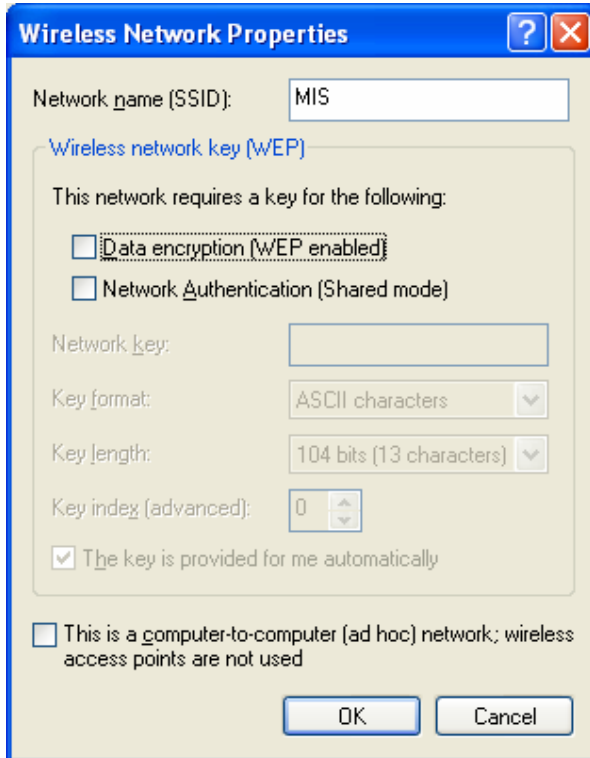 Wireless Network Properties
Network name (SSID): MIS
Wireless network key (WEP)
This network requires a key for the following:
Data encryption (WEP enabled)
Network Authentication (Shared mode)
Network key:
Key format: ASCII characters
Key length: 104 bits (13 characters)
Key index (advanced): 0
The key is provided for me automatically
This is a computer-to-computer (ad hoc) network; wireless
access points are not used
OK Cancel